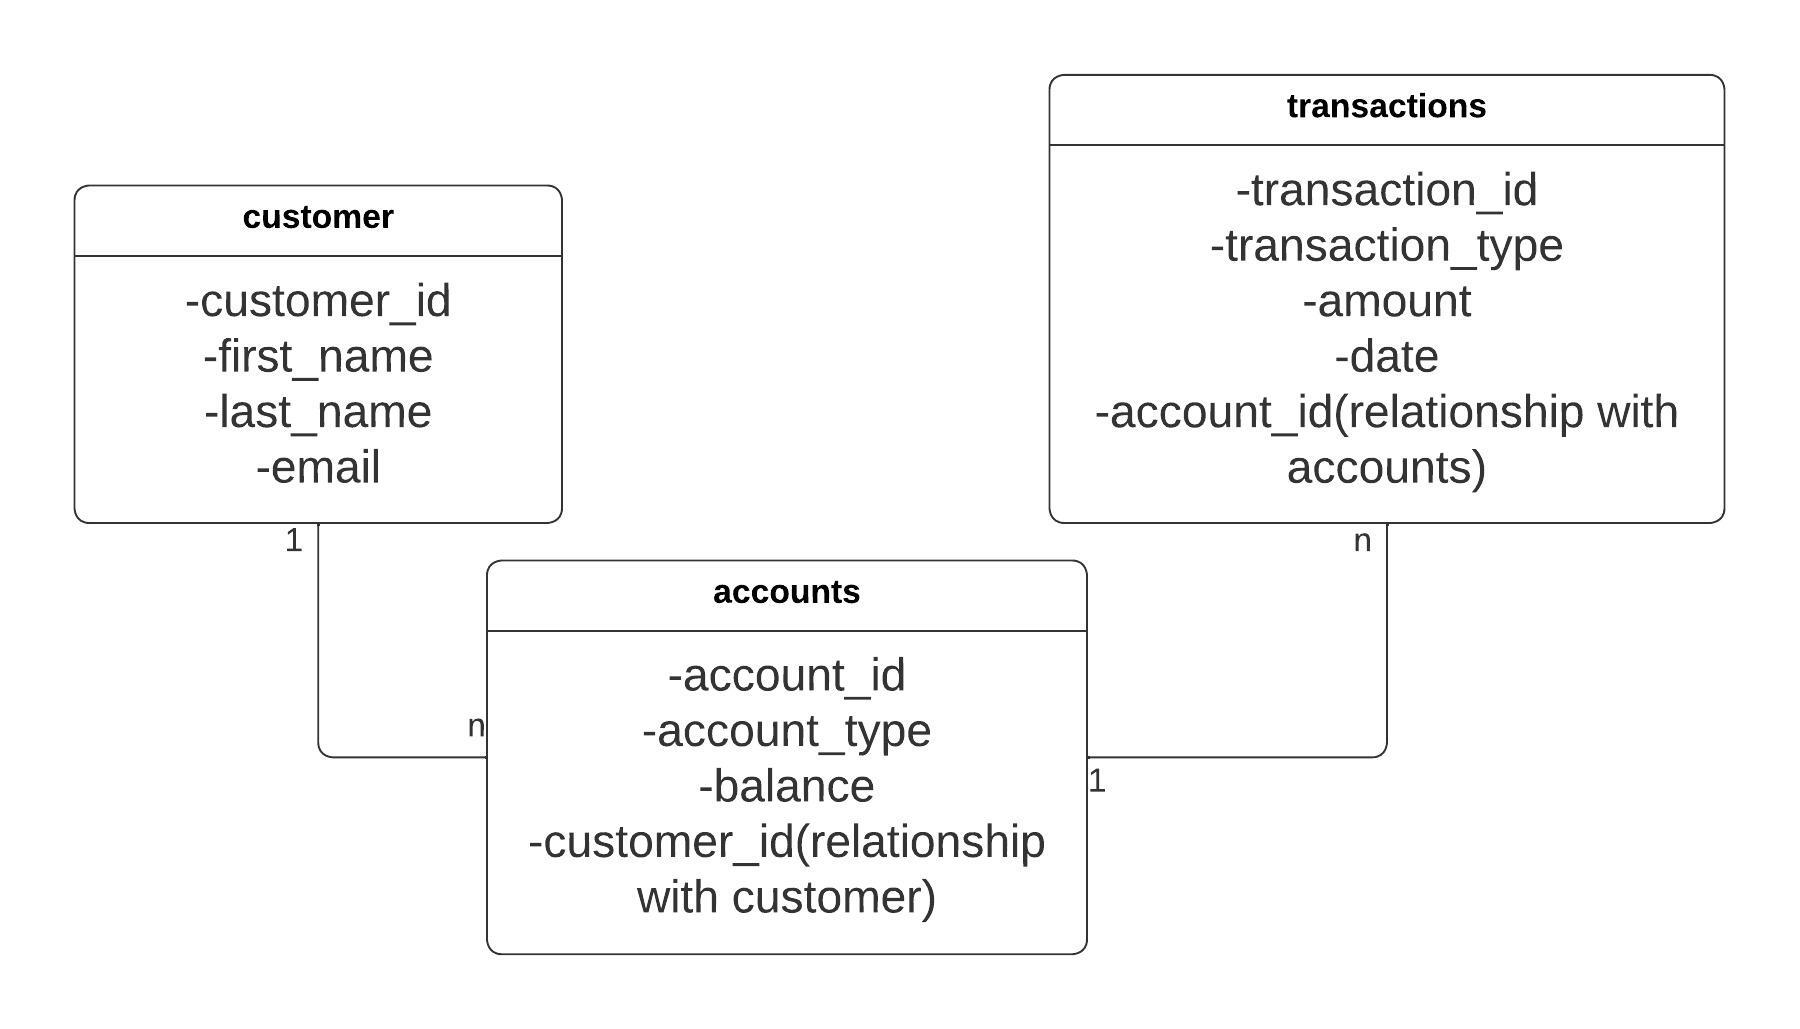 customer
-customer_id
-first_name
-last_name
-email
1
transactions
-transaction_id
-transaction_type
-amount
-date
-account_id(relationship with
accounts)
n
accounts
-account_id
-account_type
-balance
-customer_id(relationship
with customer)
n
1